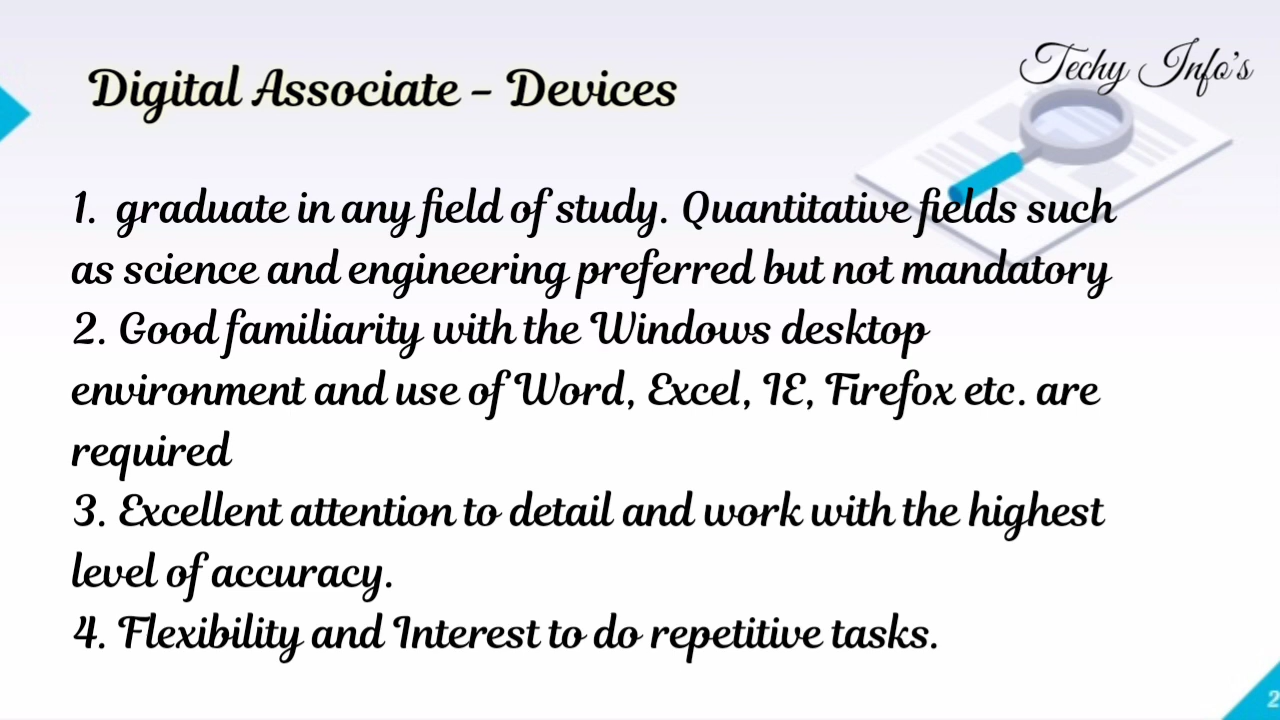 Techy Info's
Digital Associate - Devices
1. graduate in any field of study. Quantitative fields such
as science and engineering preferred but not mandatory
2. Good familiarity with the Windows desktop
environment and use of Word, Excel, IE, Firefox etc. are
required
3. Excellent attention to detail and work with the highest
level of accuracy.
4. Flexibility and Interest to do repetitive tasks.
2